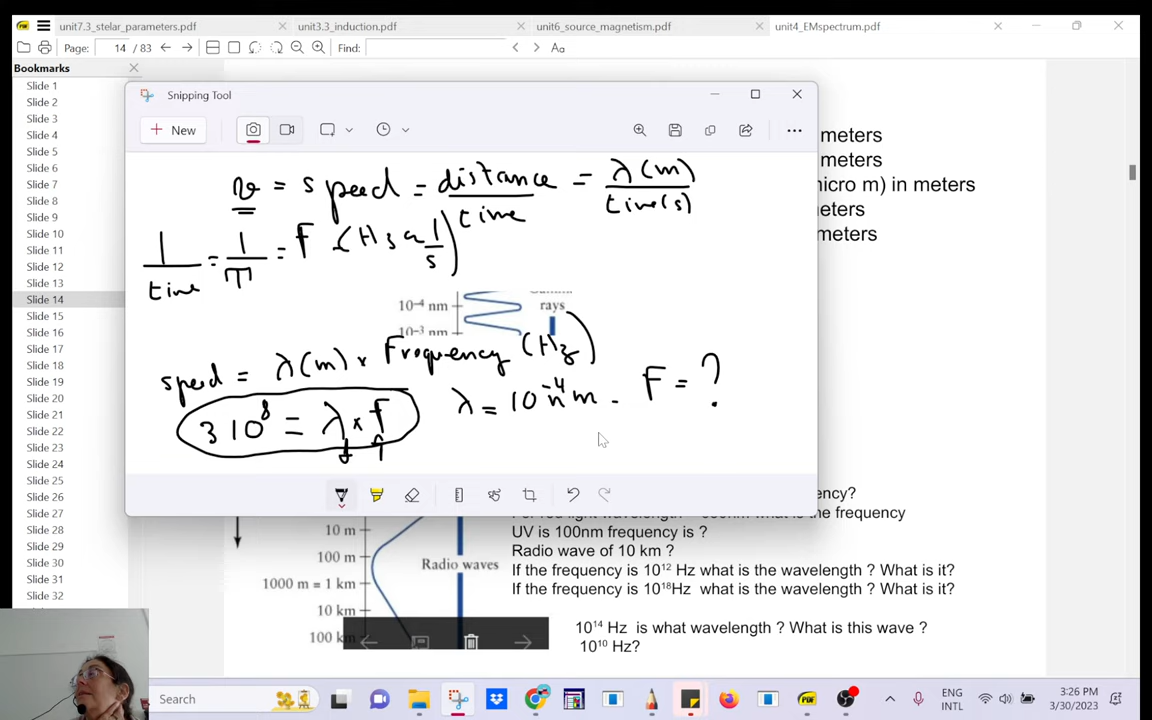 unit7.3_stelar_parameters.pdf
unit3.3_induction.pdf
unit6_source_magnetism.pdf
unit4_EMspectrum.pdf
Page: 14 / 83
Find:
Aa
Bookmarks
Slide 1
Slide 2
Slide 3
Slide 4
Slide 5
Slide 6
Slide 7
Slide 8
Slide 9
Slide 10
Slide 11
Slide 12
Slide 13
Slide 14
Slide 15
Slide 16
Slide 17
Slide 18
Slide 19
Slide 20
Slide 21
Slide 22
Slide 23
Slide 24
Slide 25
Slide 26
Slide 27
Slide 28
Slide 29
Slide 30
Slide 31
Slide 32
Snipping Tool
New
v = speed = distance/time = λ(m)/time(s)
1/time = 1/T = F
10⁻⁴ nm
rays
10⁻³ nm
speed = λ(m) × Frequency (Hz)
3 10⁸ = λ × f
λ = 10⁻⁴ nm - F = ?
meters
meters
micro m) in meters
meters
meters
the frequency
UV is 100nm frequency is ?
Radio wave of 10 km ?
If the frequency is 10¹² Hz what is the wavelength ? What is it?
If the frequency is 10¹⁸Hz what is the wavelength ? What is it?
10¹⁴ Hz is what wavelength ? What is this wave ?
10¹⁰ Hz?
10 m
100 m
Radio waves
1000 m = 1 km
10 km
100 km
Search
ENG
INTL
3:26 PM
3/30/2023